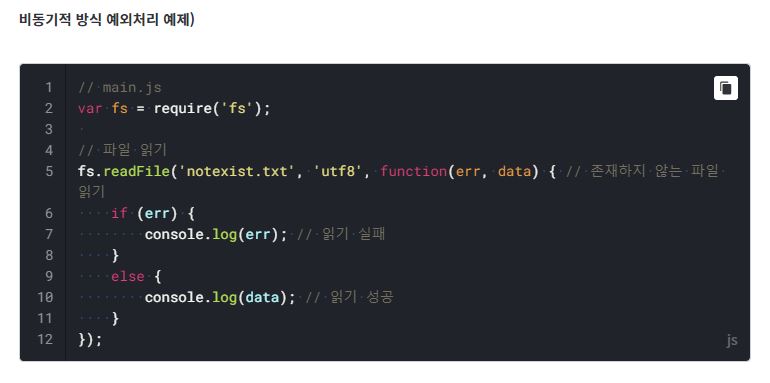 비동기적 방식 예외처리 예제)
1 // main.js
2 var fs = require('fs');
3
4 // 파일 읽기
5 fs.readFile('notexist.txt', 'utf8', function(err, data) { // 존재하지 않는 파일
읽기
6     if (err) {
7         console.log(err); // 읽기 실패
8     }
9     else {
10         console.log(data); // 읽기 성공
11     }
12 });
js